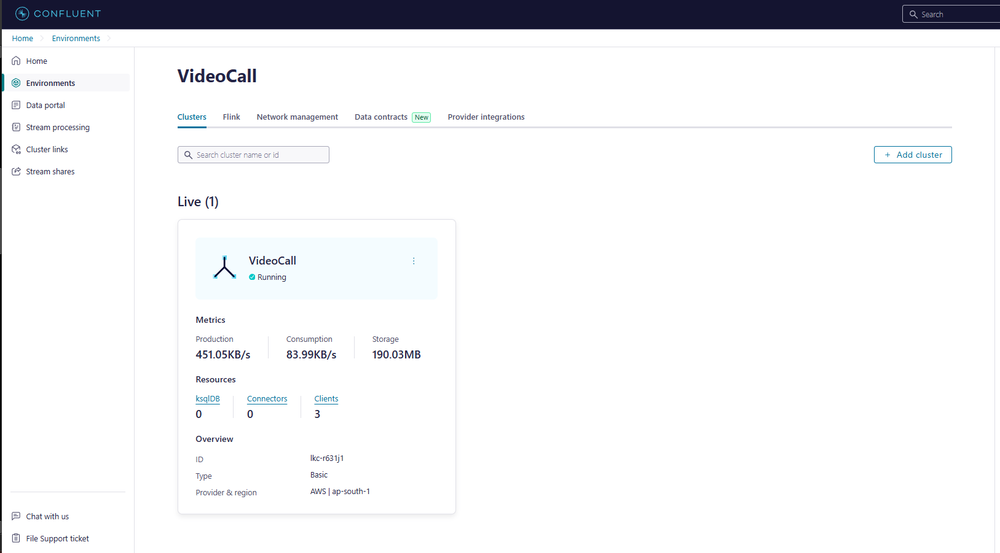 CONFLUENT
Search
Home
Environments
Home
Environments
Data portal
Stream processing
Cluster links
Stream shares
Chat with us
File Support ticket
VideoCall
Clusters Flink Network management Data contracts New Provider integrations
Search cluster name or id
+ Add cluster
Live (1)
VideoCall
Running
Metrics
Production Consumption Storage
451.05KB/s 83.99KB/s 190.03MB
Resources
ksqlDB Connectors Clients
0 0 3
Overview
ID lkc-r631j1
Type Basic
Provider & region AWS | ap-south-1